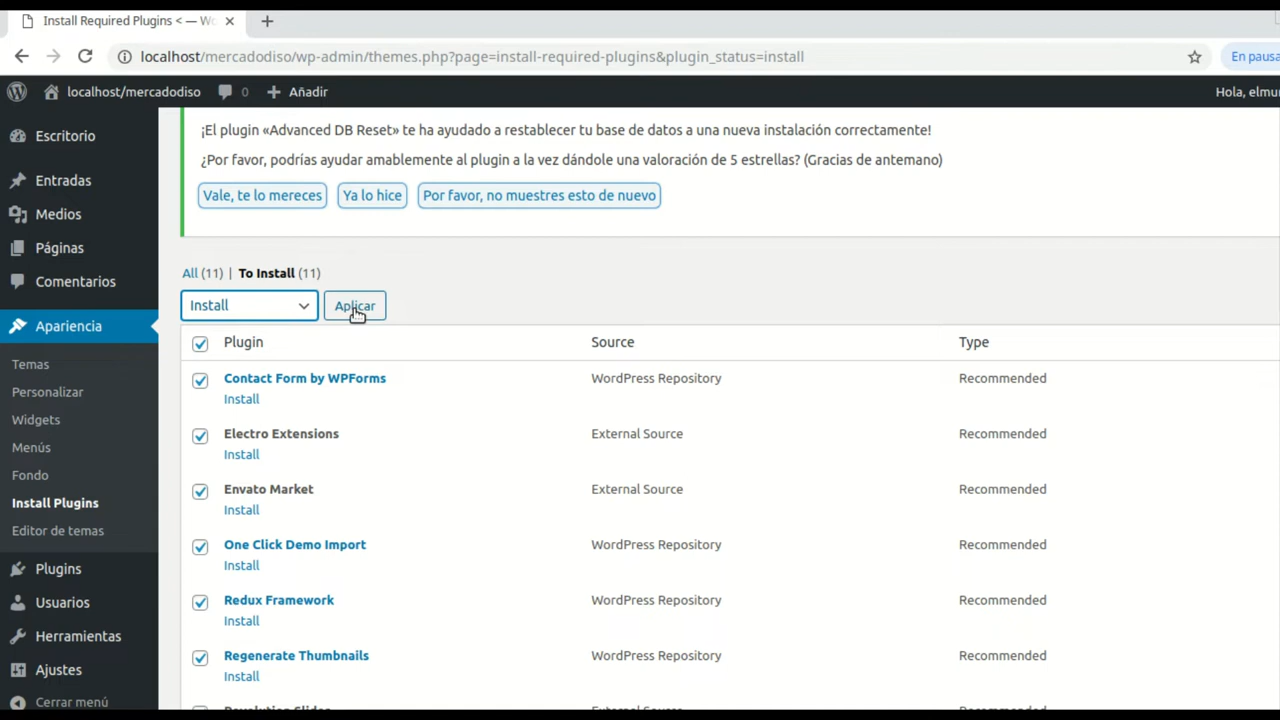 Install Required Plugins < — Wo
localhost/mercadodiso/wp-admin/themes.php?page=install-required-plugins&plugin_status=install
En pausa
localhost/mercadodiso 0 Añadir
Hola, elmu
Escritorio
Entradas
Medios
Páginas
Comentarios
Apariencia
Temas
Personalizar
Widgets
Menús
Fondo
Install Plugins
Editor de temas
Plugins
Usuarios
Herramientas
Ajustes
Cerrar menú
¡El plugin «Advanced DB Reset» te ha ayudado a restablecer tu base de datos a una nueva instalación correctamente!
¿Por favor, podrías ayudar amablemente al plugin a la vez dándole una valoración de 5 estrellas? (Gracias de antemano)
Vale, te lo mereces Ya lo hice Por favor, no muestres esto de nuevo
All (11) | To Install (11)
Install Aplicar
Plugin Source Type
Contact Form by WPForms WordPress Repository Recommended
Install
Electro Extensions External Source Recommended
Install
Envato Market External Source Recommended
Install
One Click Demo Import WordPress Repository Recommended
Install
Redux Framework WordPress Repository Recommended
Install
Regenerate Thumbnails WordPress Repository Recommended
Install